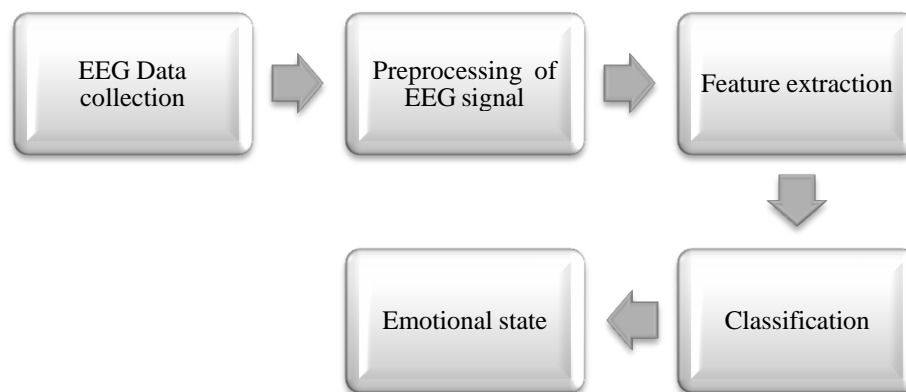 EEG Data
collection
Preprocessing of
EEG signal
Feature extraction
Classification
Emotional state